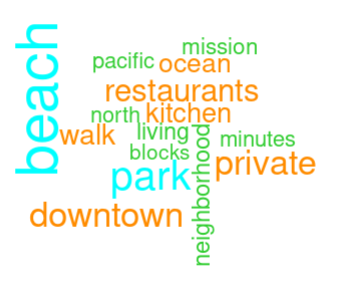 beach
mission
pacific ocean
restaurants
north kitchen
walk living minutes
blocks
neighborhood
park private
downtown